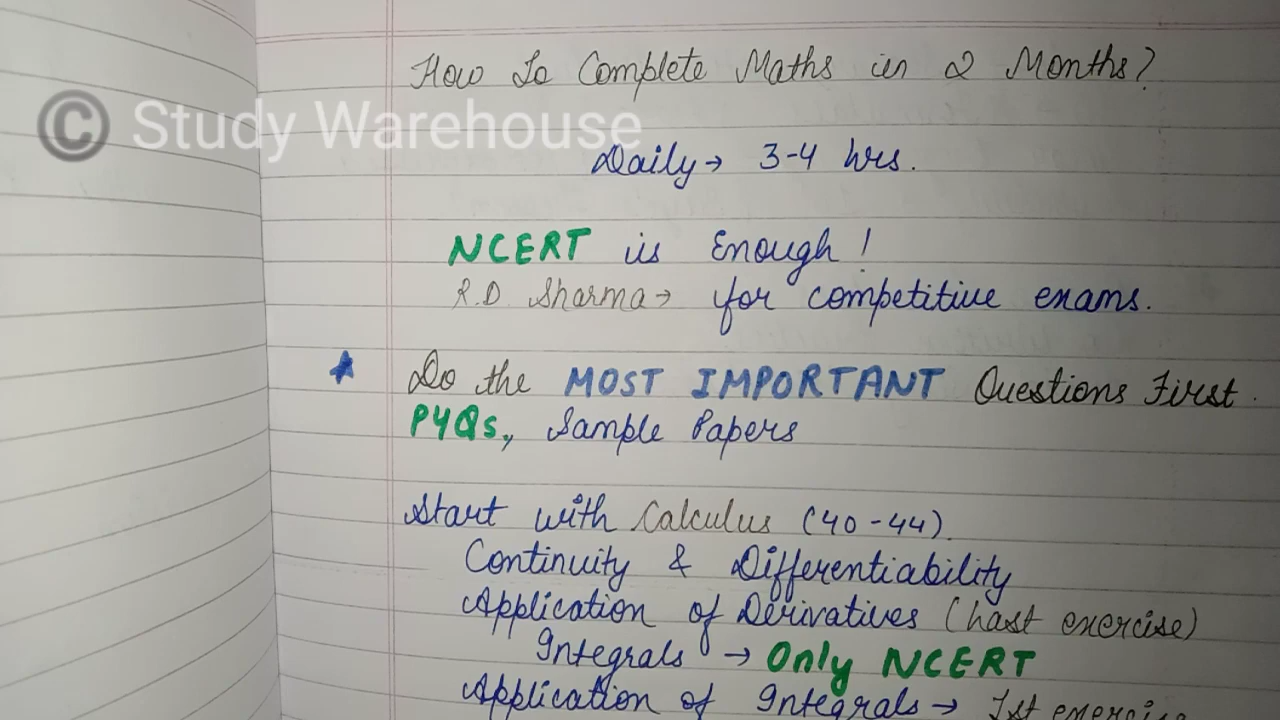 How To Complete Maths in 2 Months?
© Study Warehouse
Daily → 3-4 hrs.
NCERT is Enough!
R.D Sharma → for competitive exams.
★ Do the MOST IMPORTANT Questions First.
PYQs, Sample Papers
Start with Calculus (40-44).
Continuity & Differentiability
Application of Derivatives (Last exercise)
Integrals → Only NCERT
Application of Integrals → 1st exercise